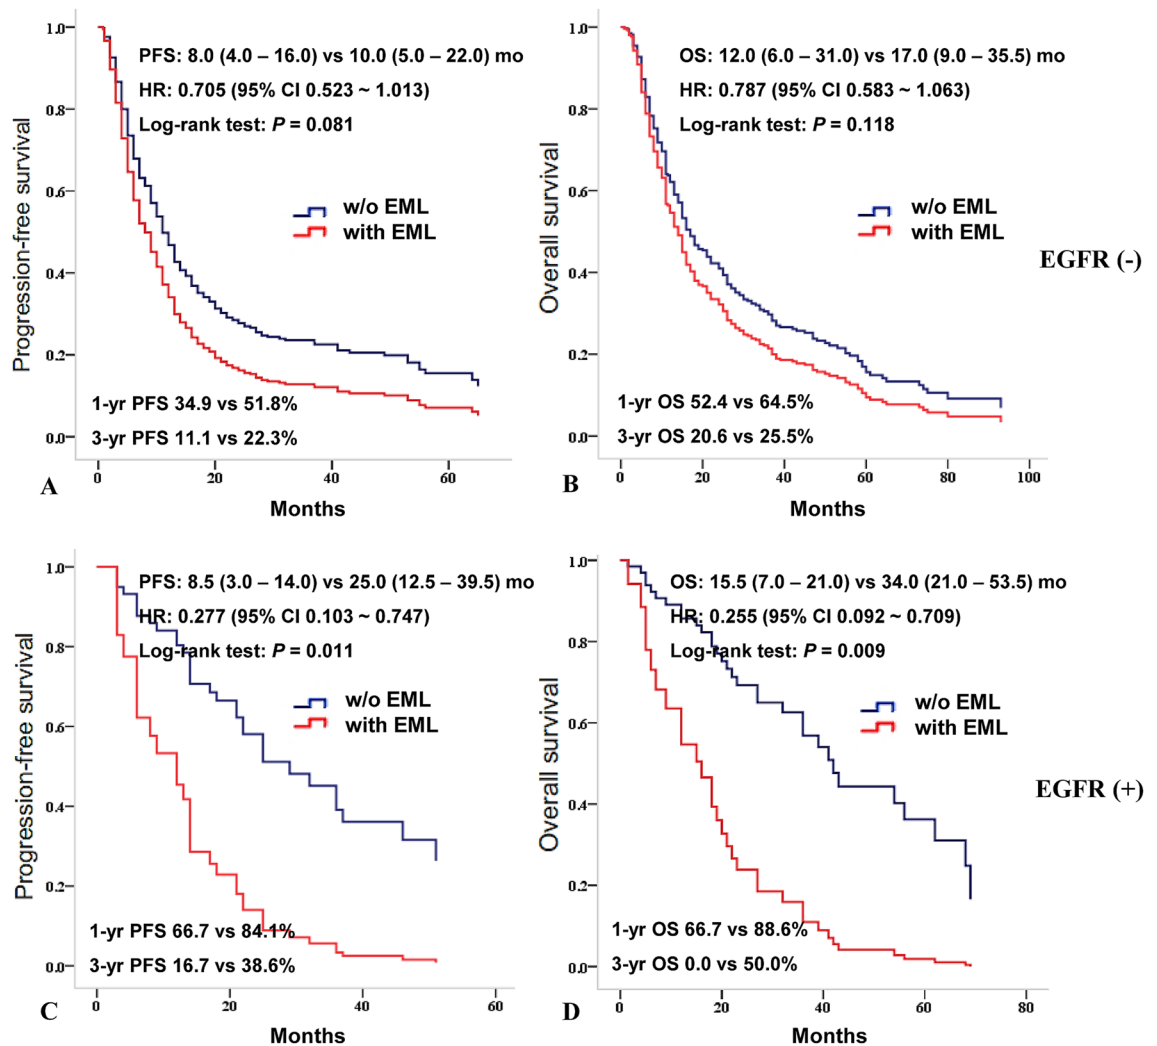 PFS: 8.0 (4.0 – 16.0) vs 10.0 (5.0 – 22.0) mo
HR: 0.705 (95% CI 0.523 ~ 1.013)
Log-rank test: P = 0.081
w/o EML
with EML
1-yr PFS 34.9 vs 51.8%
3-yr PFS 11.1 vs 22.3%
Progression-free survival
1.0
0.8
0.6
0.4
0.2
0.0
0 20 40 60
Months
A
OS: 12.0 (6.0 – 31.0) vs 17.0 (9.0 – 35.5) mo
HR: 0.787 (95% CI 0.583 ~ 1.063)
Log-rank test: P = 0.118
w/o EML
with EML
1-yr OS 52.4 vs 64.5%
3-yr OS 20.6 vs 25.5%
Overall survival
1.0
0.8
0.6
0.4
0.2
0.0
0 20 40 60 80 100
Months
B
EGFR (-)
PFS: 8.5 (3.0 – 14.0) vs 25.0 (12.5 – 39.5) mo
HR: 0.277 (95% CI 0.103 ~ 0.747)
Log-rank test: P = 0.011
w/o EML
with EML
1-yr PFS 66.7 vs 84.1%
3-yr PFS 16.7 vs 38.6%
Progression-free survival
1.0
0.8
0.6
0.4
0.2
0.0
0 20 40 60
Months
C
OS: 15.5 (7.0 – 21.0) vs 34.0 (21.0 – 53.5) mo
HR: 0.255 (95% CI 0.092 ~ 0.709)
Log-rank test: P = 0.009
w/o EML
with EML
1-yr OS 66.7 vs 88.6%
3-yr OS 0.0 vs 50.0%
Overall survival
1.0
0.8
0.6
0.4
0.2
0.0
0 20 40 60 80
Months
D
EGFR (+)